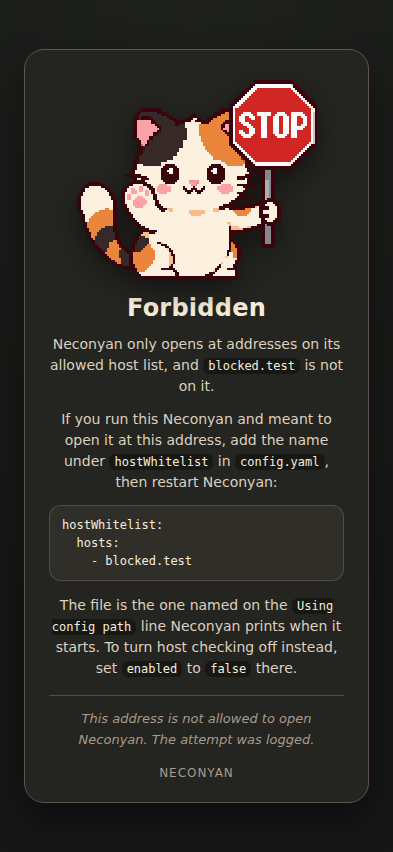 STOP
Forbidden
Neconyan only opens at addresses on its
allowed host list, and blocked.test is not
on it.
If you run this Neconyan and meant to
open it at this address, add the name
under hostWhitelist in config.yaml,
then restart Neconyan:
hostWhitelist:
  hosts:
    - blocked.test
The file is the one named on the Using
config path line Neconyan prints when it
starts. To turn host checking off instead,
set enabled to false there.
This address is not allowed to open
Neconyan. The attempt was logged.
NECONYAN